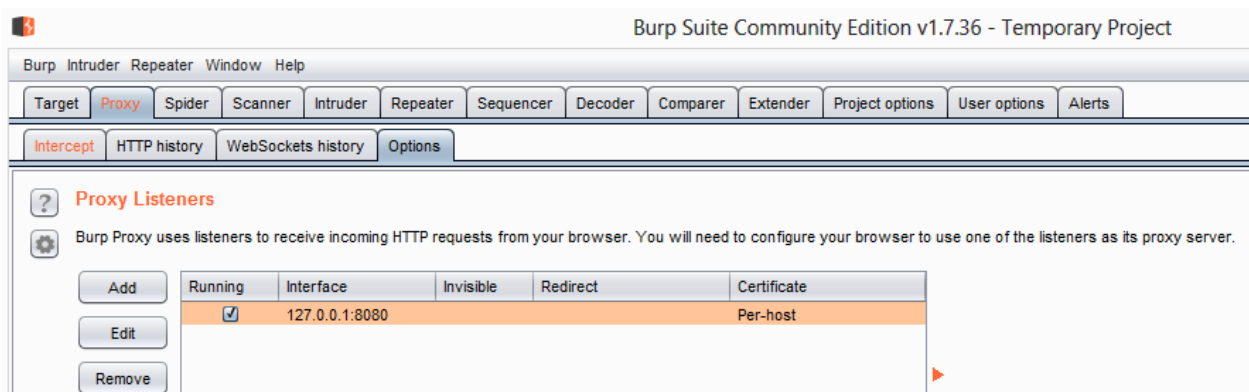 Burp Suite Community Edition v1.7.36 - Temporary Project
Burp Intruder Repeater Window Help
Target Proxy Spider Scanner Intruder Repeater Sequencer Decoder Comparer Extender Project options User options Alerts
Intercept HTTP history WebSockets history Options
? Proxy Listeners
Burp Proxy uses listeners to receive incoming HTTP requests from your browser. You will need to configure your browser to use one of the listeners as its proxy server.
Add Running Interface Invisible Redirect Certificate
127.0.0.1:8080 Per-host
Edit
Remove